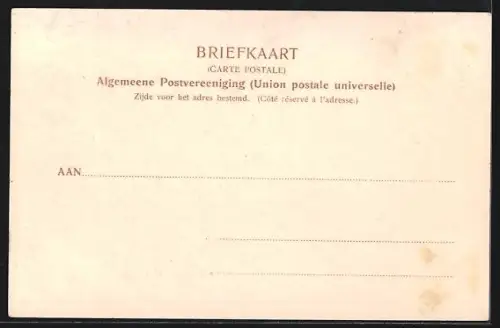 BRIEFKAART
(CARTE POSTALE)
Algemeene Postvereeniging (Union postale universelle)
Zijde voor het adres bestemd. (Côté réservé à l'adresse.)
AAN